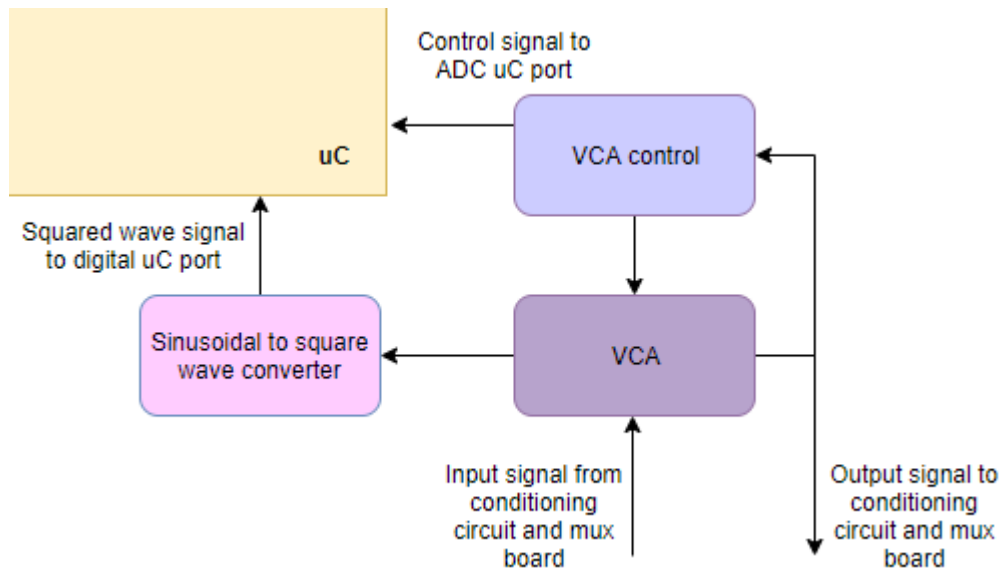 Control signal to
ADC uC port
VCA control
uC
Squared wave signal
to digital uC port
Sinusoidal to square
wave converter
VCA
Input signal from
conditioning
circuit and mux
board
Output signal to
conditioning
circuit and mux
board